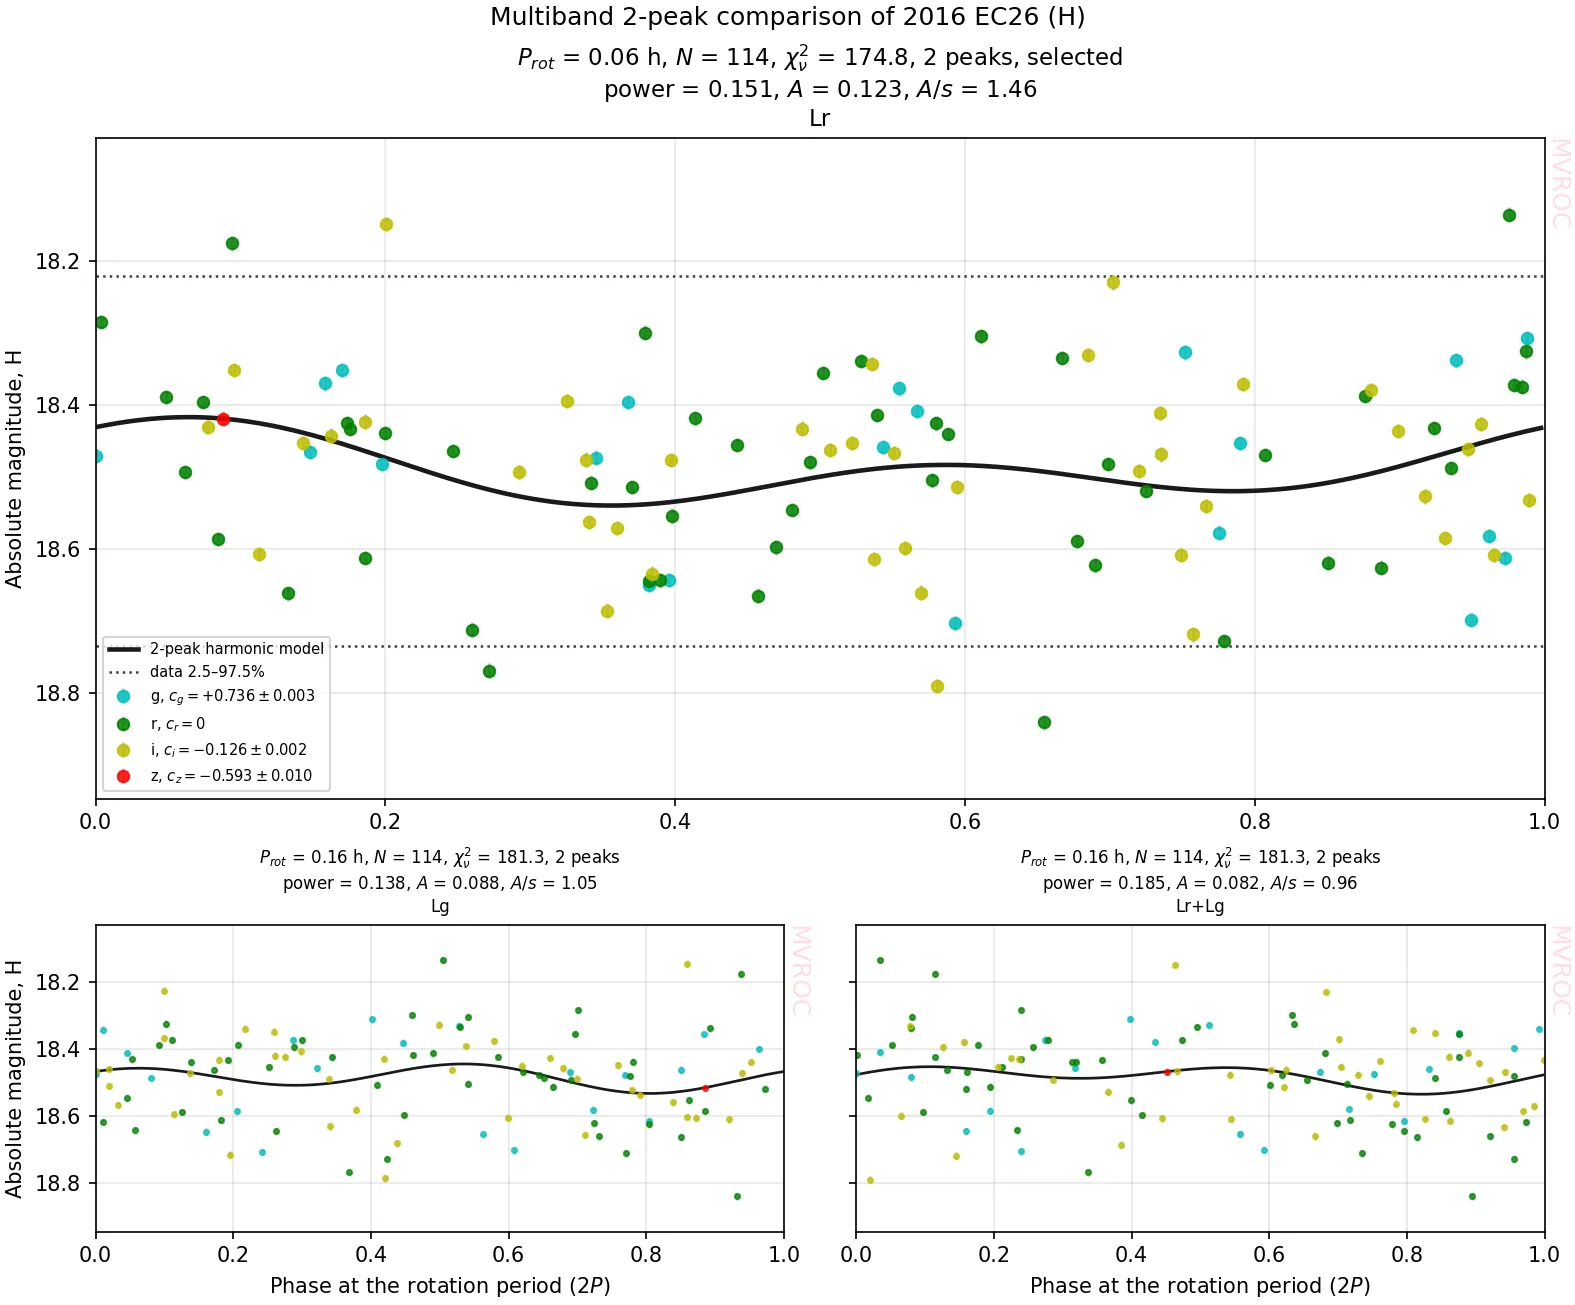 Multiband 2-peak comparison of 2016 EC26 (H)
P_rot = 0.06 h, N = 114, χ²_ν = 174.8, 2 peaks, selected
power = 0.151, A = 0.123, A/s = 1.46
Lr
MVROC
Absolute magnitude, H
18.2
18.4
18.6
18.8
2-peak harmonic model
data 2.5–97.5%
g, c_g = +0.736 ± 0.003
r, c_r = 0
i, c_i = −0.126 ± 0.002
z, c_z = −0.593 ± 0.010
0.0 0.2 0.4 0.6 0.8 1.0
P_rot = 0.16 h, N = 114, χ²_ν = 181.3, 2 peaks
power = 0.138, A = 0.088, A/s = 1.05
Lg
MVROC
Absolute magnitude, H
18.2
18.4
18.6
18.8
0.0 0.2 0.4 0.6 0.8 1.0
Phase at the rotation period (2P)
P_rot = 0.16 h, N = 114, χ²_ν = 181.3, 2 peaks
power = 0.185, A = 0.082, A/s = 0.96
Lr+Lg
MVROC
0.0 0.2 0.4 0.6 0.8 1.0
Phase at the rotation period (2P)